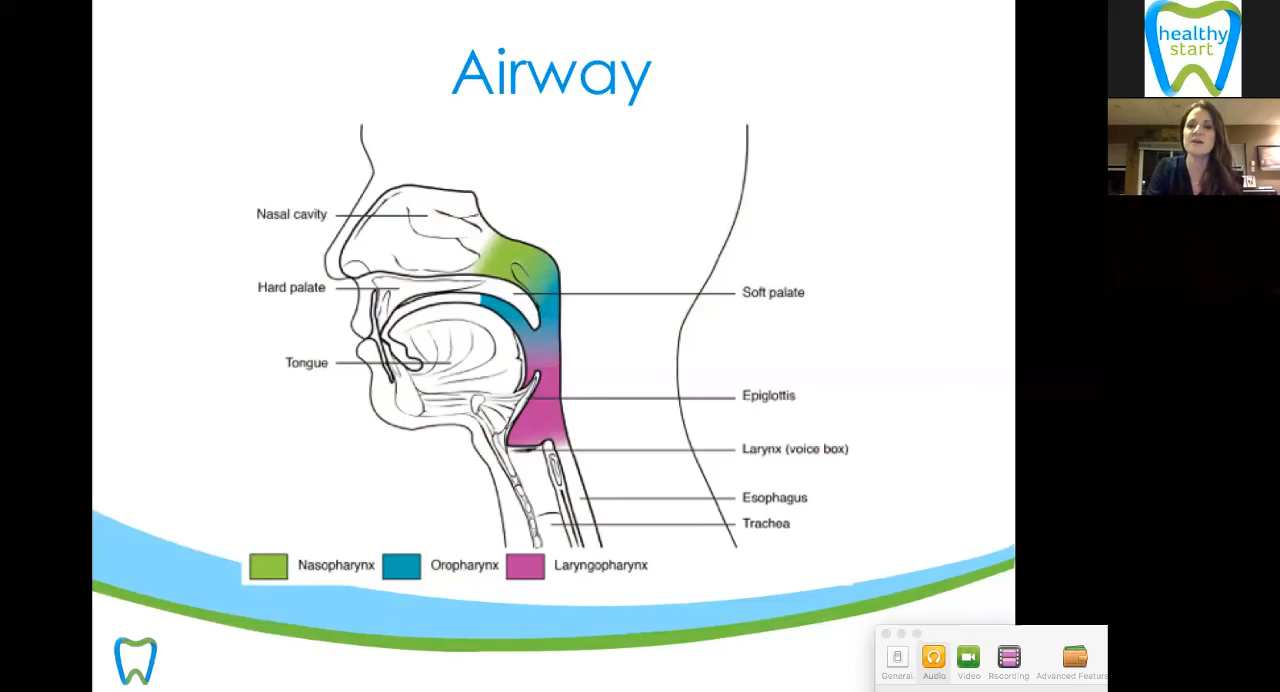 Airway
healthy
start
Nasal cavity
Hard palate
Soft palate
Tongue
Epiglottis
Larynx (voice box)
Esophagus
Trachea
Nasopharynx
Oropharynx
Laryngopharynx
General
Audio
Video
Recording
Advanced Feature